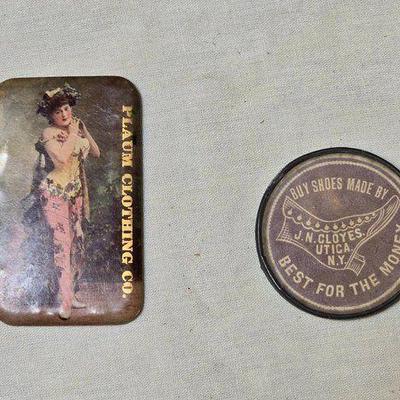 PLAUM CLOTHING CO.
BUY SHOES MADE BY
J.N. CLOYES.
UTICA
N.Y.
BEST FOR THE MONEY